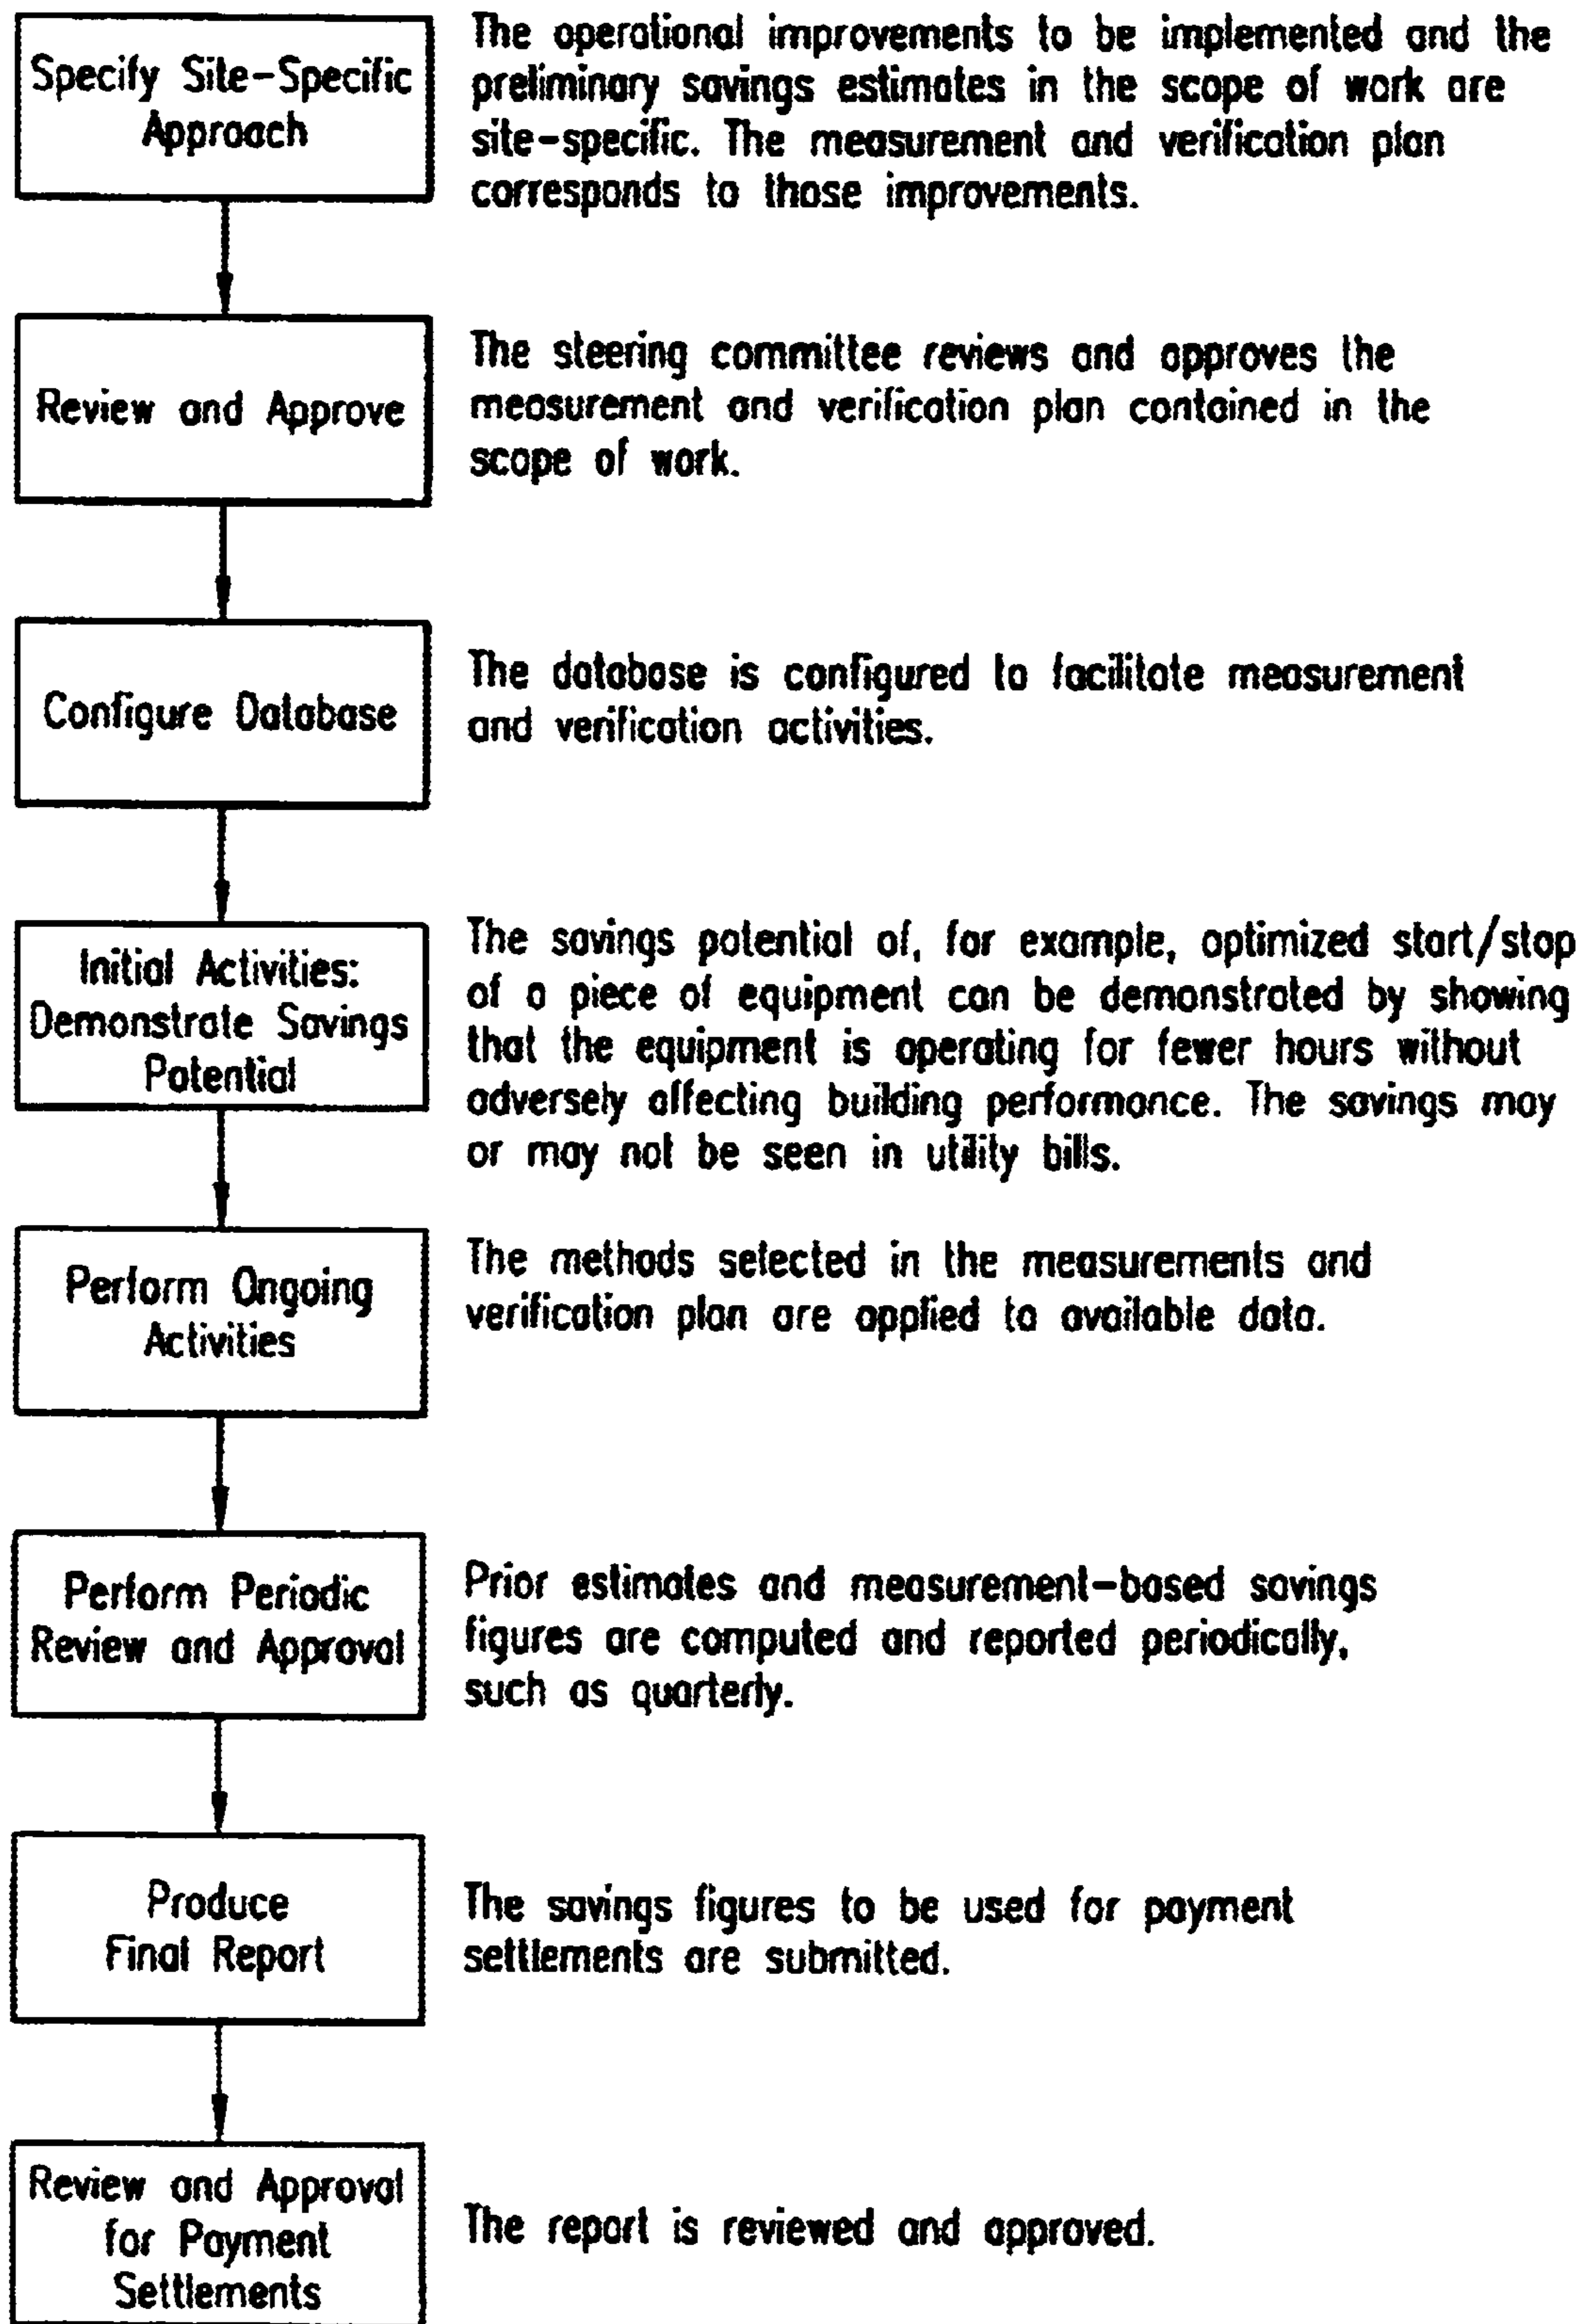 Specify Site-Specific
Approach
The operational improvements to be implemented and the
preliminary savings estimates in the scope of work are
site-specific. The measurement and verification plan
corresponds to those improvements.
Review and Approve
The steering committee reviews and approves the
measurement and verification plan contained in the
scope of work.
Configure Database
The database is configured to facilitate measurement
and verification activities.
Initial Activities:
Demonstrate Savings
Potential
The savings potential of, for example, optimized start/stop
of a piece of equipment can be demonstrated by showing
that the equipment is operating for fewer hours without
adversely affecting building performance. The savings may
or may not be seen in utility bills.
Perform Ongoing
Activities
The methods selected in the measurements and
verification plan are applied to available data.
Perform Periodic
Review and Approval
Prior estimates and measurement-based savings
figures are computed and reported periodically,
such as quarterly.
Produce
Final Report
The savings figures to be used for payment
settlements are submitted.
Review and Approval
for Payment
Settlements
The report is reviewed and approved.